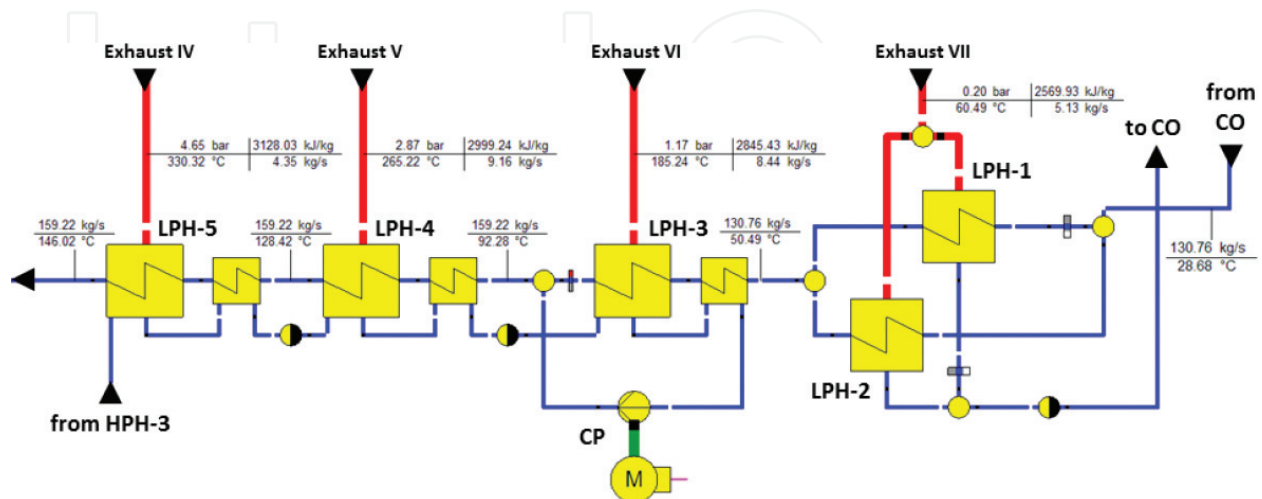 Exhaust IV
Exhaust V
Exhaust VI
Exhaust VII
4.65 bar 3128.03 kJ/kg
330.32 °C 4.35 kg/s
2.87 bar 2999.24 kJ/kg
265.22 °C 9.16 kg/s
1.17 bar 2845.43 kJ/kg
185.24 °C 8.44 kg/s
0.20 bar 2569.93 kJ/kg
60.49 °C 5.13 kg/s
to CO
from
CO
159.22 kg/s
146.02 °C
LPH-5
159.22 kg/s
128.42 °C
LPH-4
159.22 kg/s
92.28 °C
LPH-3
130.76 kg/s
50.49 °C
LPH-1
130.76 kg/s
28.68 °C
LPH-2
from HPH-3
CP
M